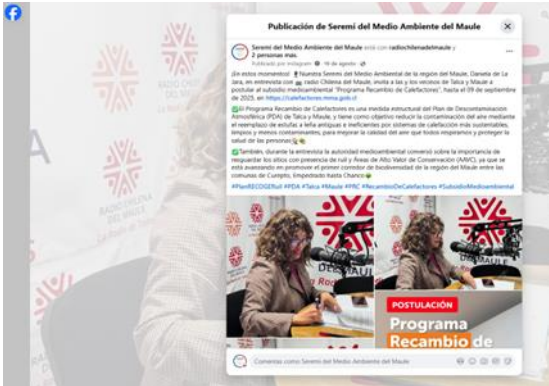 Publicación de Seremi del Medio Ambiente del Maule
Seremi del Medio Ambiente del Maule está con radiochilenadelmaule y
2 personas más.
Publicado por Instagram · 19 de agosto
¡En estos momentos! Nuestra Seremi del Medio Ambiental de la región del Maule, Daniela de La
Jara, en entrevista con radio Chilena del Maule, invita a las y los vecinos de Talca y Maule a
postular al subsidio medioambiental "Programa Recambio de Calefactores", hasta el 09 de septiembre
de 2025, en https://calefactores.mma.gob.cl
El Programa Recambio de Calefactores es una medida estructural del Plan de Descontaminación
Atmosférica (PDA) de Talca y Maule, y tiene como objetivo reducir la contaminación del aire mediante
el reemplazo de estufas a leña antiguas e ineficientes por sistemas de calefacción más sustentables,
limpios y menos contaminantes, para mejorar la calidad del aire que todos respiramos y proteger la
salud de las personas
También, durante la entrevista la autoridad medioambiental conversó sobre la importancia de
resguardar los sitios con presencia de ruil y Áreas de Alto Valor de Conservación (AAVC), ya que se
está avanzando en promover el primer corredor de biodiversidad de la región del Maule entre las
comunas de Curepto, Empedrado hasta Chanco
#PlanRECOGERuil #PDA #Talca #Maule #PRC #RecambioDeCalefactores #SubsidioMedioambiental
RADIO CHILENA
DEL MAULE
DEL MAULE
La Rad
POSTULACIÓN
Programa
Recambio de
Comentar como Seremi del Medio Ambiente del Maule